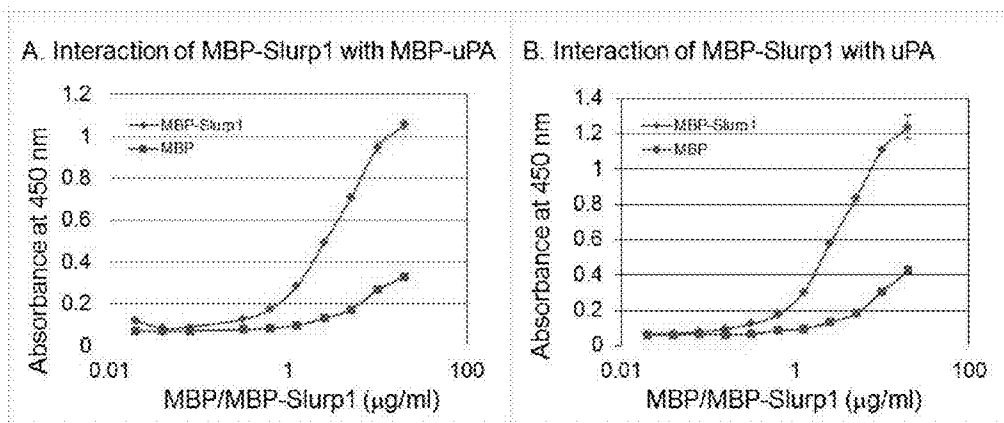 A. Interaction of MBP-Slurp1 with MBP-uPA
Absorbance at 450 nm
1.2
1
0.8
0.6
0.4
0.2
0
MBP-Slurp1
MBP
0.01
1
100
MBP/MBP-Slurp1 (µg/ml)
B. Interaction of MBP-Slurp1 with uPA
Absorbance at 450 nm
1.4
1.2
1
0.8
0.6
0.4
0.2
0
MBP-Slurp1
MBP
0.01
1
100
MBP/MBP-Slurp1 (µg/ml)